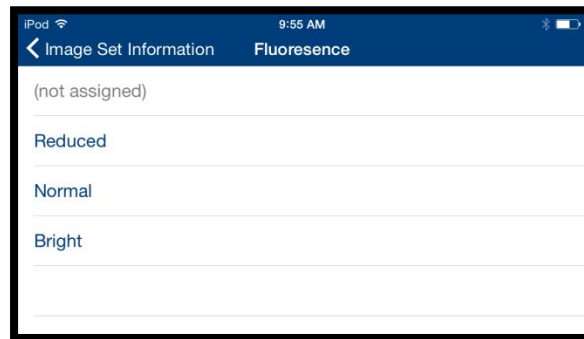 iPod 9:55 AM
Image Set Information Fluoresence
(not assigned)
Reduced
Normal
Bright